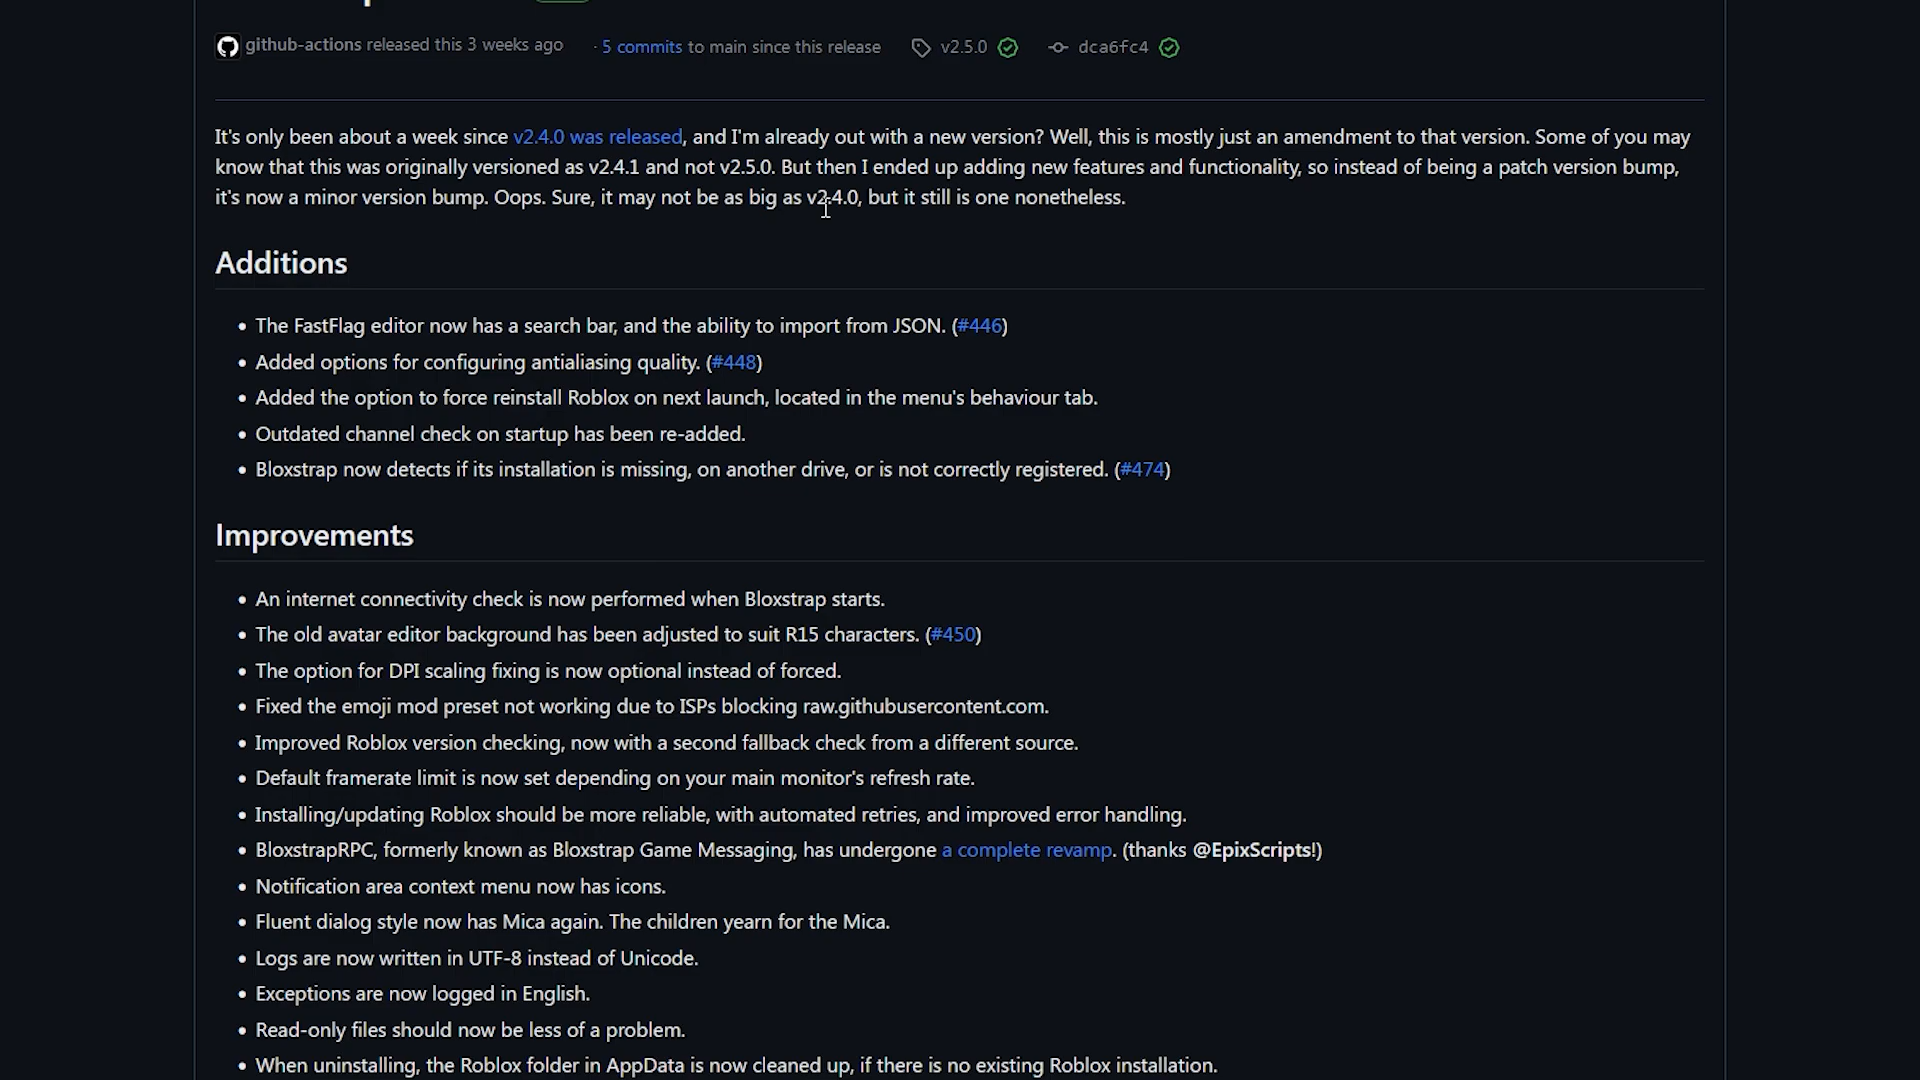 github-actions released this 3 weeks ago · 5 commits to main since this release v2.5.0 dca6fc4
It's only been about a week since v2.4.0 was released, and I'm already out with a new version? Well, this is mostly just an amendment to that version. Some of you may
know that this was originally versioned as v2.4.1 and not v2.5.0. But then I ended up adding new features and functionality, so instead of being a patch version bump,
it's now a minor version bump. Oops. Sure, it may not be as big as v2.4.0, but it still is one nonetheless.
Additions
• The FastFlag editor now has a search bar, and the ability to import from JSON. (#446)
• Added options for configuring antialiasing quality. (#448)
• Added the option to force reinstall Roblox on next launch, located in the menu's behaviour tab.
• Outdated channel check on startup has been re-added.
• Bloxstrap now detects if its installation is missing, on another drive, or is not correctly registered. (#474)
Improvements
• An internet connectivity check is now performed when Bloxstrap starts.
• The old avatar editor background has been adjusted to suit R15 characters. (#450)
• The option for DPI scaling fixing is now optional instead of forced.
• Fixed the emoji mod preset not working due to ISPs blocking raw.githubusercontent.com.
• Improved Roblox version checking, now with a second fallback check from a different source.
• Default framerate limit is now set depending on your main monitor's refresh rate.
• Installing/updating Roblox should be more reliable, with automated retries, and improved error handling.
• BloxstrapRPC, formerly known as Bloxstrap Game Messaging, has undergone a complete revamp. (thanks @EpixScripts!)
• Notification area context menu now has icons.
• Fluent dialog style now has Mica again. The children yearn for the Mica.
• Logs are now written in UTF-8 instead of Unicode.
• Exceptions are now logged in English.
• Read-only files should now be less of a problem.
• When uninstalling, the Roblox folder in AppData is now cleaned up, if there is no existing Roblox installation.